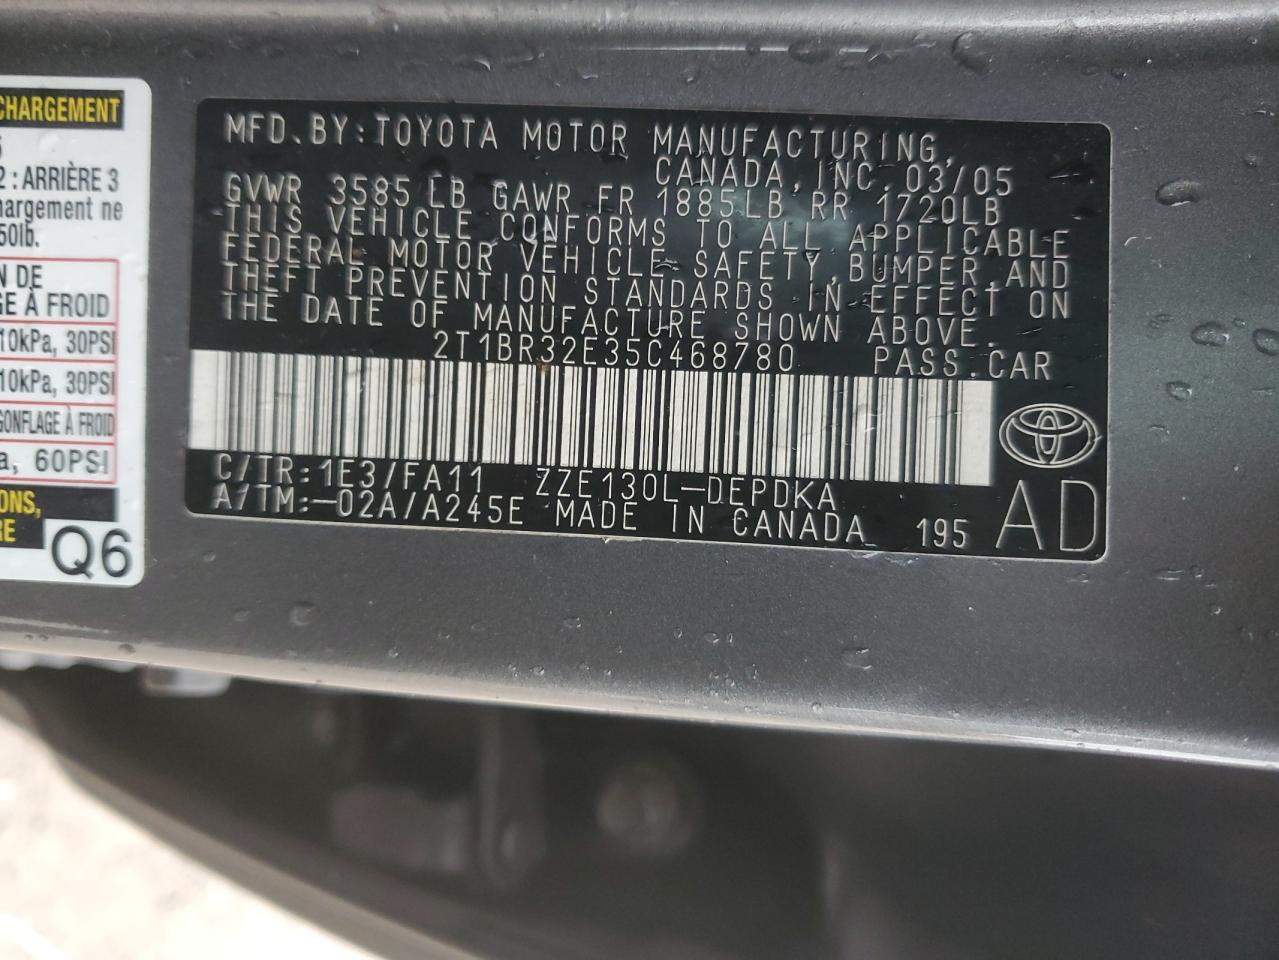 CHARGEMENT
2 : ARRIÈRE 3
hargement ne
50lb.
N DE
GE À FROID
10kPa, 30PSI
10kPa, 30PSI
GONFLAGE À FROID
a, 60PSI
ONS,
RE
Q6
MFD.BY:TOYOTA MOTOR MANUFACTURING,
CANADA,INC.03/05
GVWR 3585LB GAWR FR 1885LB RR 1720LB
THIS VEHICLE CONFORMS TO ALL APPLICABLE
FEDERAL MOTOR VEHICLE SAFETY,BUMPER,AND
THEFT PREVENTION STANDARDS IN EFFECT ON
THE DATE OF MANUFACTURE SHOWN ABOVE.
2T1BR32E35C468780 PASS.CAR
C/TR:1E3/FA11 ZZE130L-DEPDKA
A/TM:-02A/A245E MADE IN CANADA 195 AD